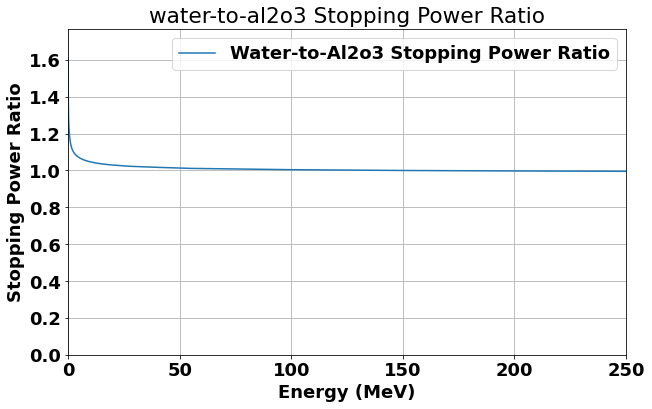 water-to-al2o3 Stopping Power Ratio
Water-to-Al2o3 Stopping Power Ratio
Stopping Power Ratio
1.6
1.4
1.2
1.0
0.8
0.6
0.4
0.2
0.0
0 50 100 150 200 250
Energy (MeV)